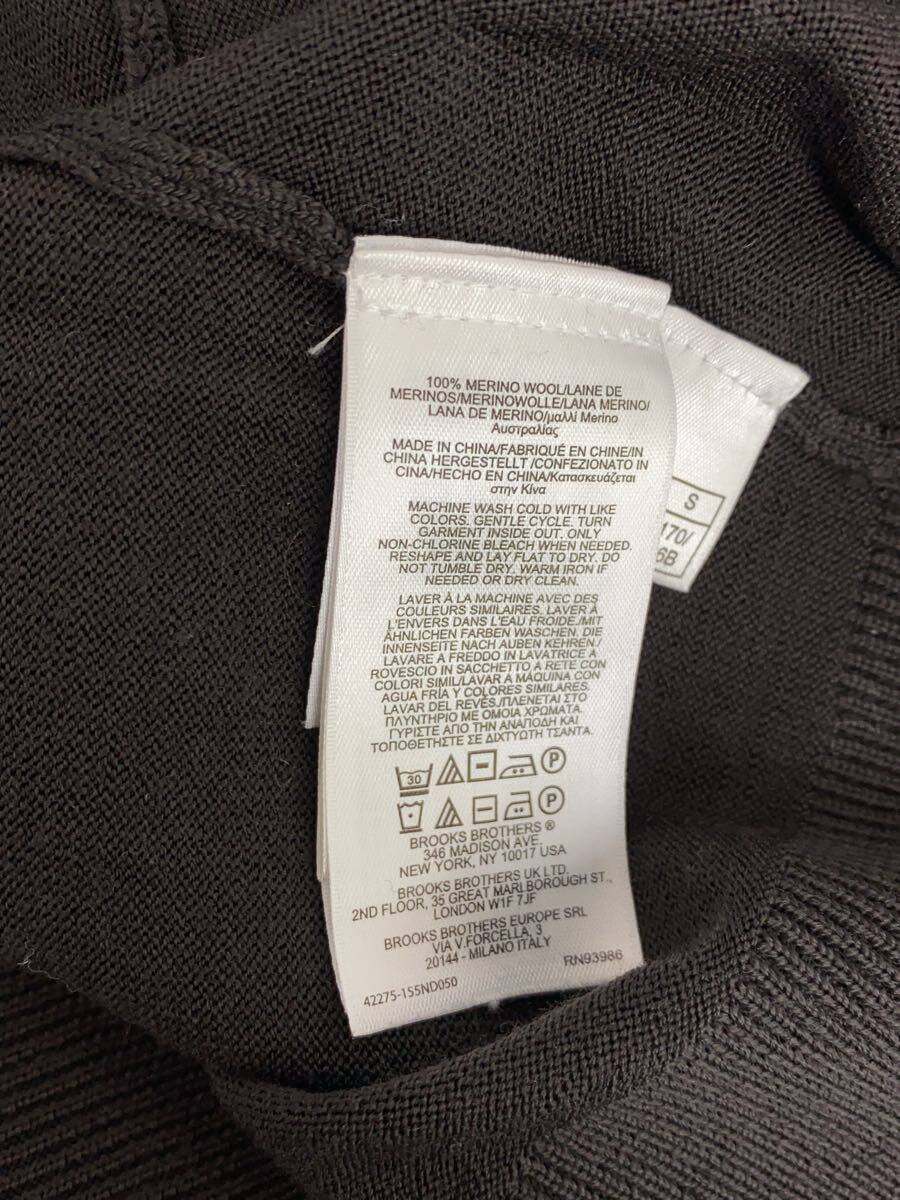 100% MERINO WOOL/LAINE DE
MERINOS/MERINOWOLLE/LANA MERINO/
LANA DE MERINO/μαλλί Merino
Αυστραλίας
MADE IN CHINA/FABRIQUÉ EN CHINE/IN
CHINA HERGESTELLT /CONFEZIONATO IN
CINA/HECHO EN CHINA/Κατασκευάζεται
στην Κίνα
MACHINE WASH COLD WITH LIKE
COLORS. GENTLE CYCLE. TURN
GARMENT INSIDE OUT. ONLY
NON-CHLORINE BLEACH WHEN NEEDED.
RESHAPE AND LAY FLAT TO DRY. DO
NOT TUMBLE DRY. WARM IRON IF
NEEDED OR DRY CLEAN.
LAVER À LA MACHINE AVEC DES
COULEURS SIMILAIRES. LAVER À
L'ENVERS DANS L'EAU FROIDE./MIT
ÄHNLICHEN FARBEN WASCHEN. DIE
INNENSEITE NACH AUBEN KEHREN./
LAVARE A FREDDO IN LAVATRICE A
ROVESCIO IN SACCHETTO A RETE CON
COLORI SIMIL/LAVAR A MÁQUINA CON
AGUA FRÍA Y COLORES SIMILARES.
LAVAR DEL REVÉS./ΠΛΕΝΕΤΑΙ ΣΤΟ
ΠΛΥΝΤΗΡΙΟ ΜΕ ΟΜΟΙΑ ΧΡΩΜΑΤΑ.
ΓΥΡΙΣΤΕ ΑΠΟ ΤΗΝ ΑΝΑΠΟΔΗ ΚΑΙ
ΤΟΠΟΘΕΤΗΣΤΕ ΣΕ ΔΙΧΤΥΩΤΗ ΤΣΑΝΤΑ.
30 P
P
BROOKS BROTHERS ®
346 MADISON AVE.
NEW YORK, NY 10017 USA
BROOKS BROTHERS UK LTD.
2ND FLOOR, 35 GREAT MARLBOROUGH ST.,
LONDON W1F 7JF
BROOKS BROTHERS EUROPE SRL
VIA V.FORCELLA, 3
20144 - MILANO ITALY
RN93986
42275-155ND050
S
170/
6B